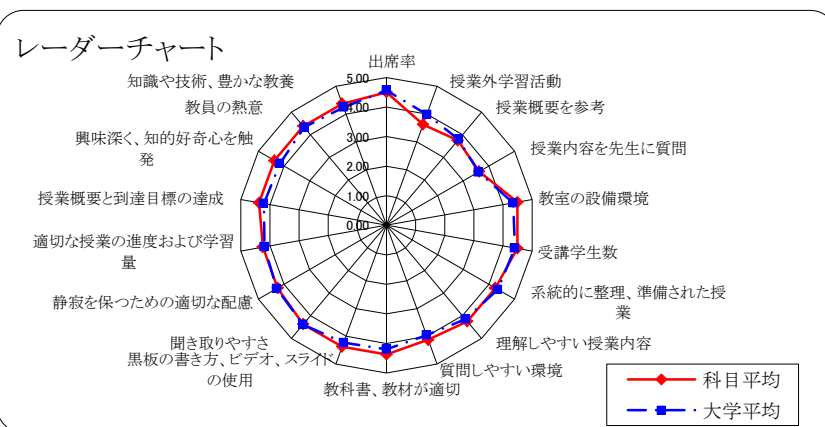 レーダーチャート
出席率
授業外学習活動
授業概要を参考
授業内容を先生に質問
教室の設備環境
受講学生数
系統的に整理、準備された授
業
理解しやすい授業内容
質問しやすい環境
教科書、教材が適切
黒板の書き方、ビデオ、スライド
の使用
聞き取りやすさ
静寂を保つための適切な配慮
適切な授業の進度および学習
量
授業概要と到達目標の達成
興味深く、知的好奇心を触
発
教員の熱意
知識や技術、豊かな教養
5.00
4.00
3.00
2.00
1.00
0.00
科目平均
大学平均